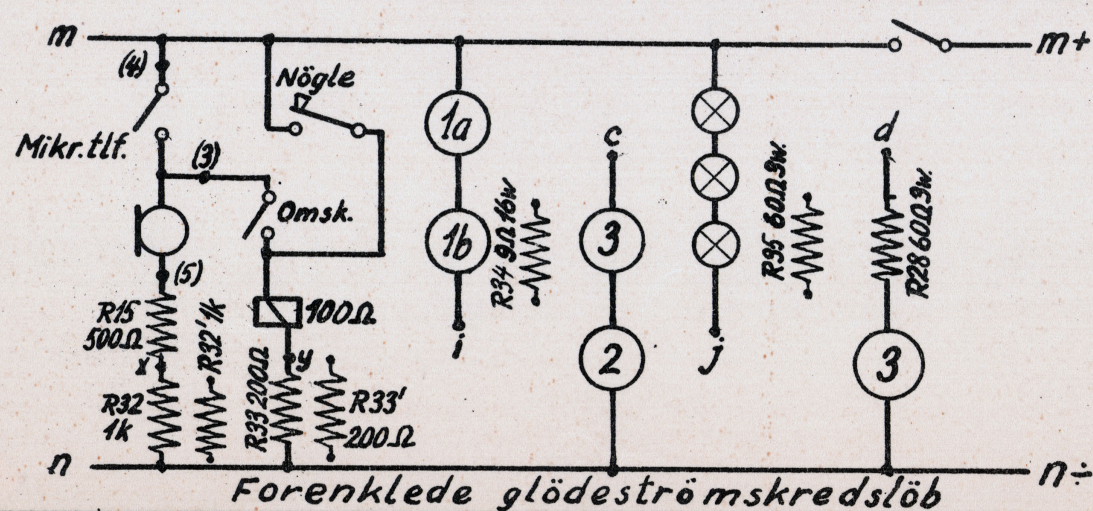 m
m+
(4)
Nögle
Mikr.tlf.
(3)
Omsk.
(5)
1a
1b
i
R34 9Ω 16w
c
3
2
j
R95 60Ω 9w.
d
R28 60Ω 9w.
3
R15
500Ω
x
R32' 1k
R32
1k
100Ω
y
R33 200Ω
R33'
200Ω
n
n÷
Forenklede glödeströmskredslöb